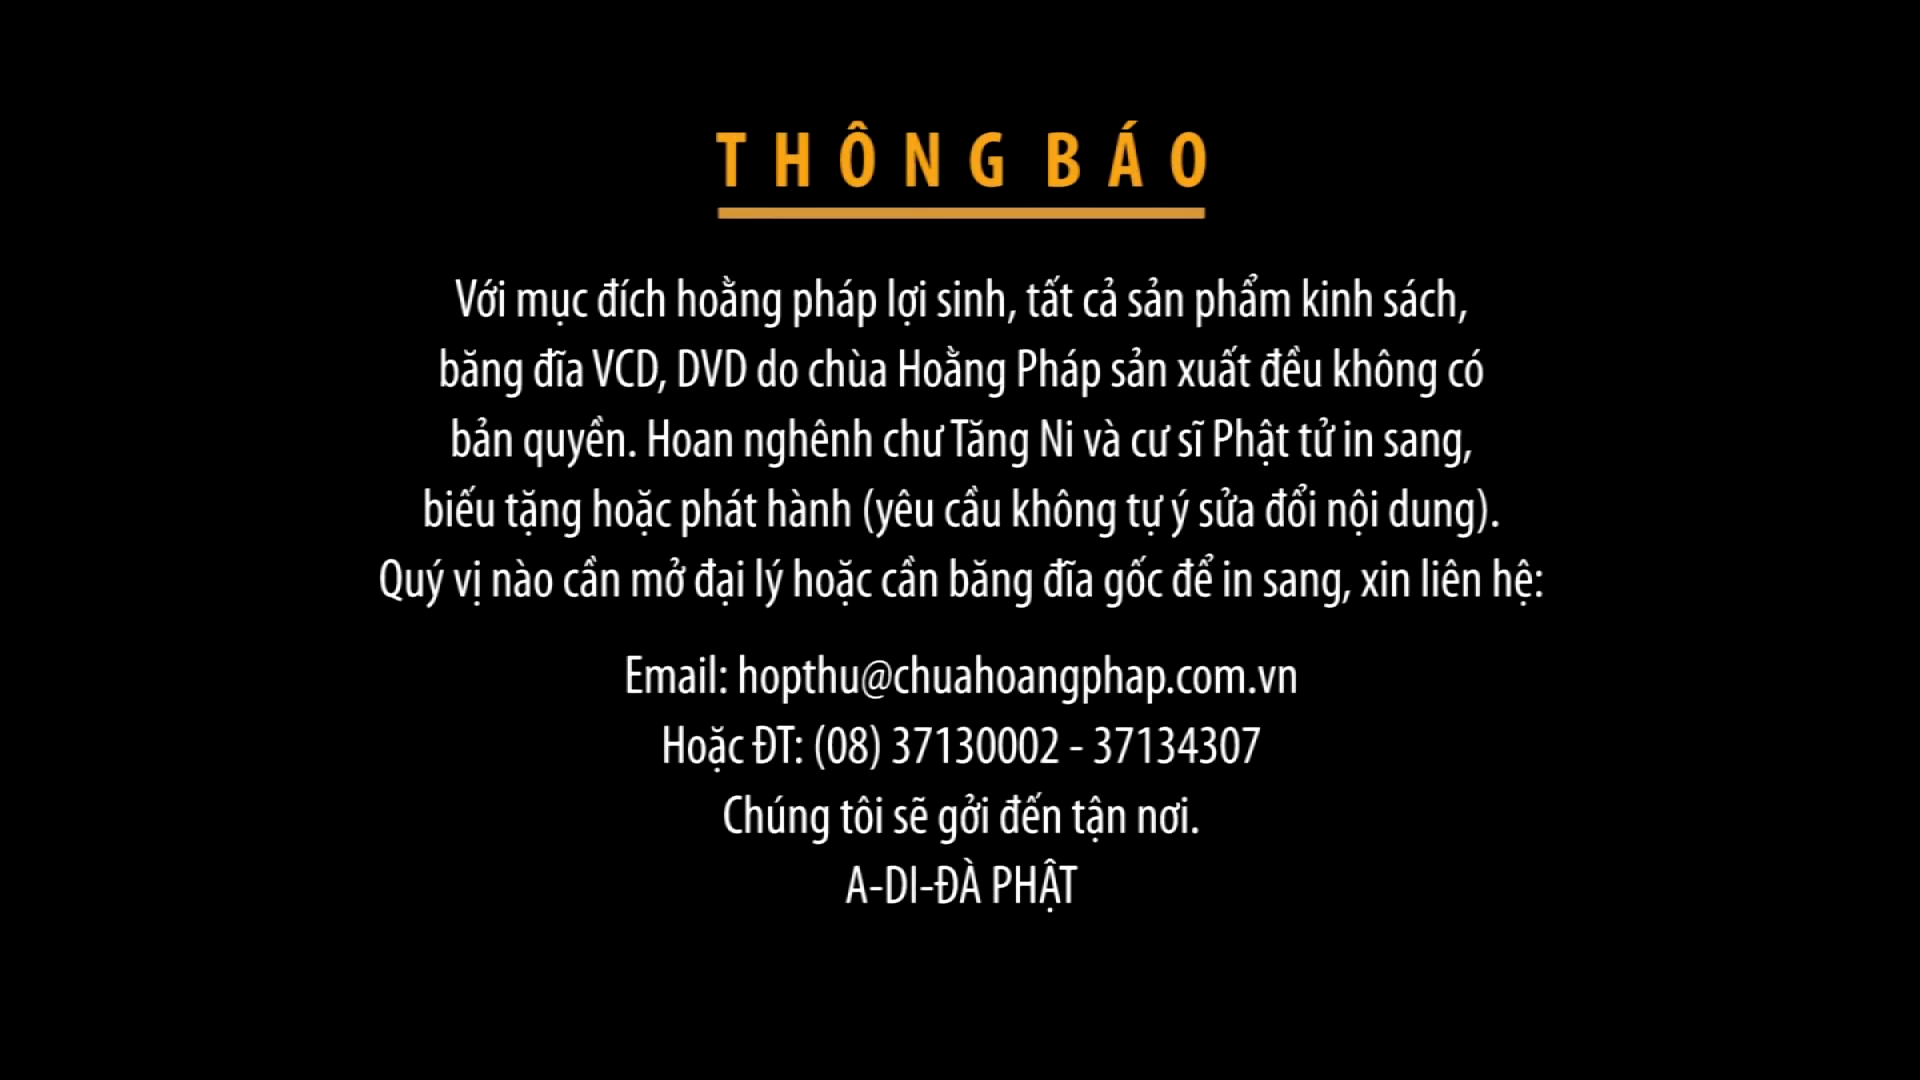 THÔNG BÁO
Với mục đích hoằng pháp lợi sinh, tất cả sản phẩm kinh sách,
băng đĩa VCD, DVD do chùa Hoằng Pháp sản xuất đều không có
bản quyền. Hoan nghênh chư Tăng Ni và cư sĩ Phật tử in sang,
biếu tặng hoặc phát hành (yêu cầu không tự ý sửa đổi nội dung).
Quý vị nào cần mở đại lý hoặc cần băng đĩa gốc để in sang, xin liên hệ:
Email: hopthu@chuahoangphap.com.vn
Hoặc ĐT: (08) 37130002 - 37134307
Chúng tôi sẽ gởi đến tận nơi.
A-DI-ĐÀ PHẬT